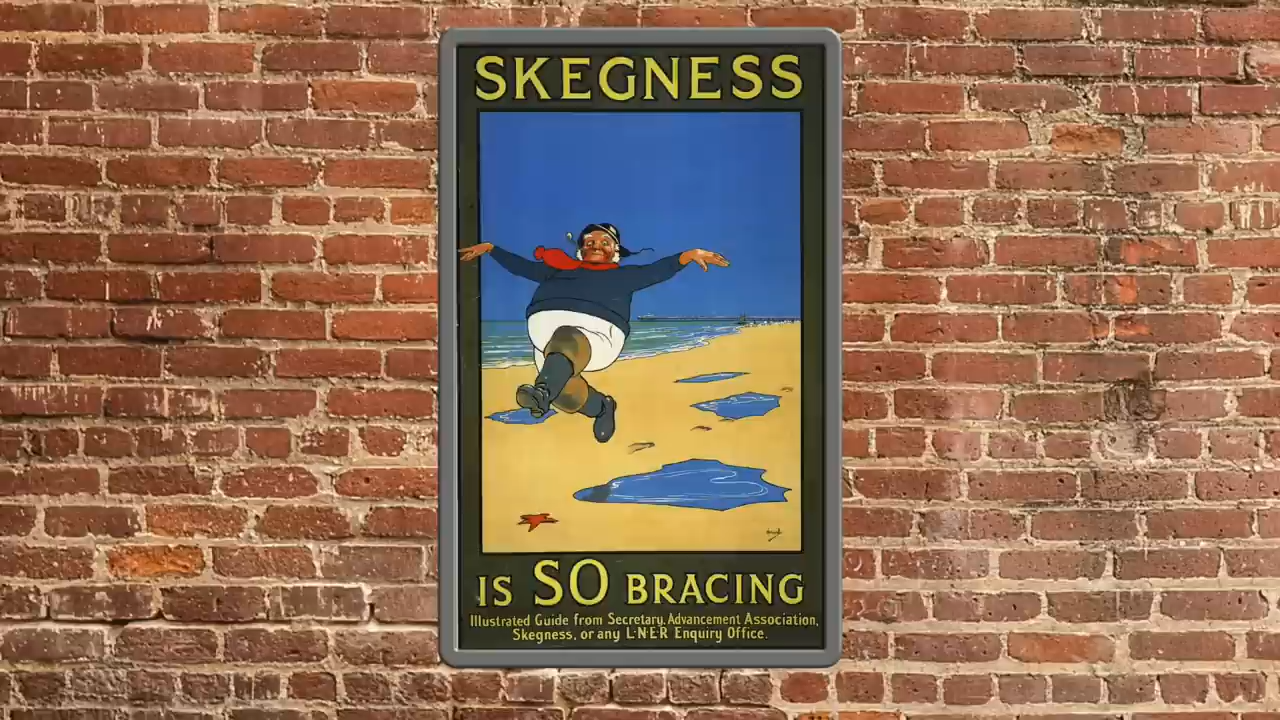 SKEGNESS
IS SO BRACING
Illustrated Guide from Secretary, Advancement Association,
Skegness, or any L·N·E·R Enquiry Office.